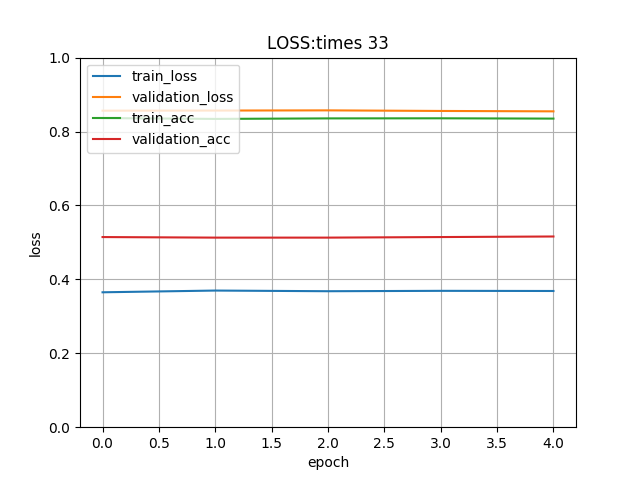 LOSS:times 33
train_loss
validation_loss
train_acc
validation_acc
loss
1.0
0.8
0.6
0.4
0.2
0.0
0.0 0.5 1.0 1.5 2.0 2.5 3.0 3.5 4.0
epoch